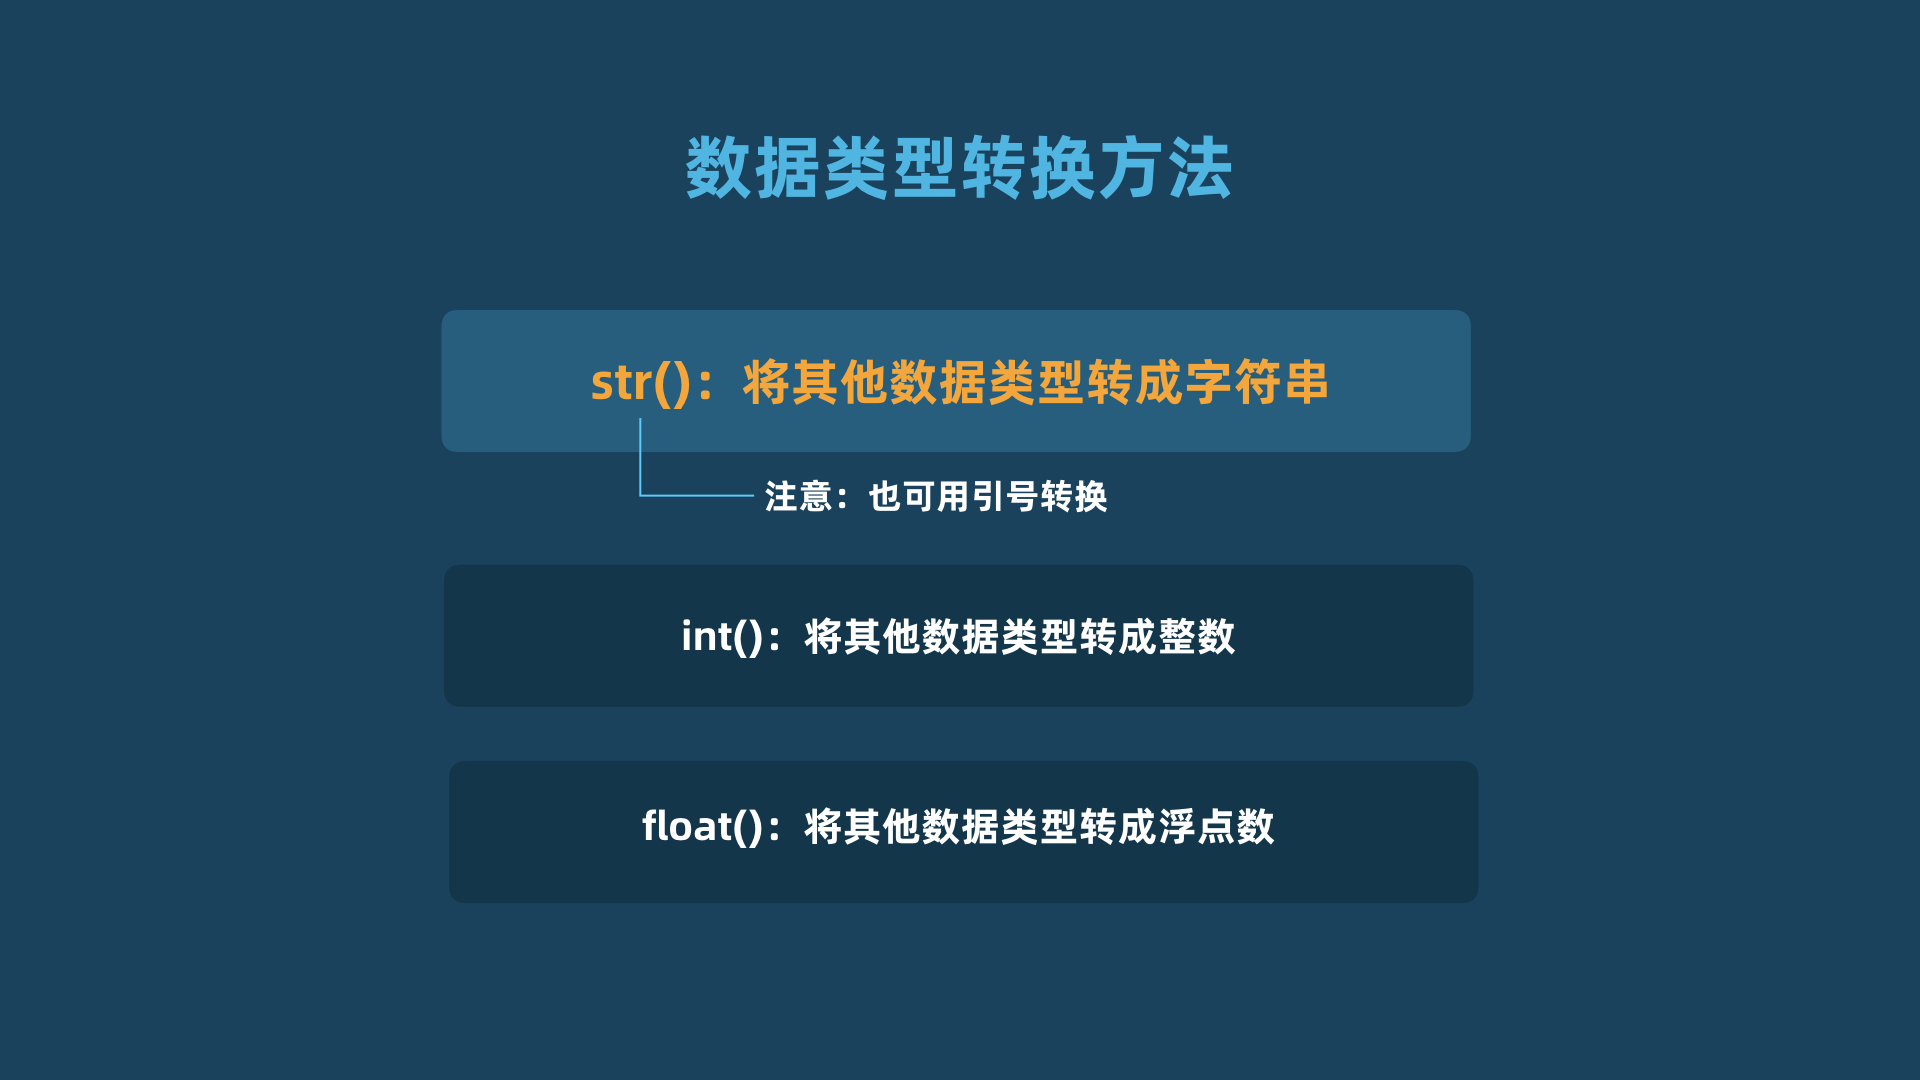 数据类型转换方法
str()：将其他数据类型转成字符串
注意：也可用引号转换
int()：将其他数据类型转成整数
float()：将其他数据类型转成浮点数